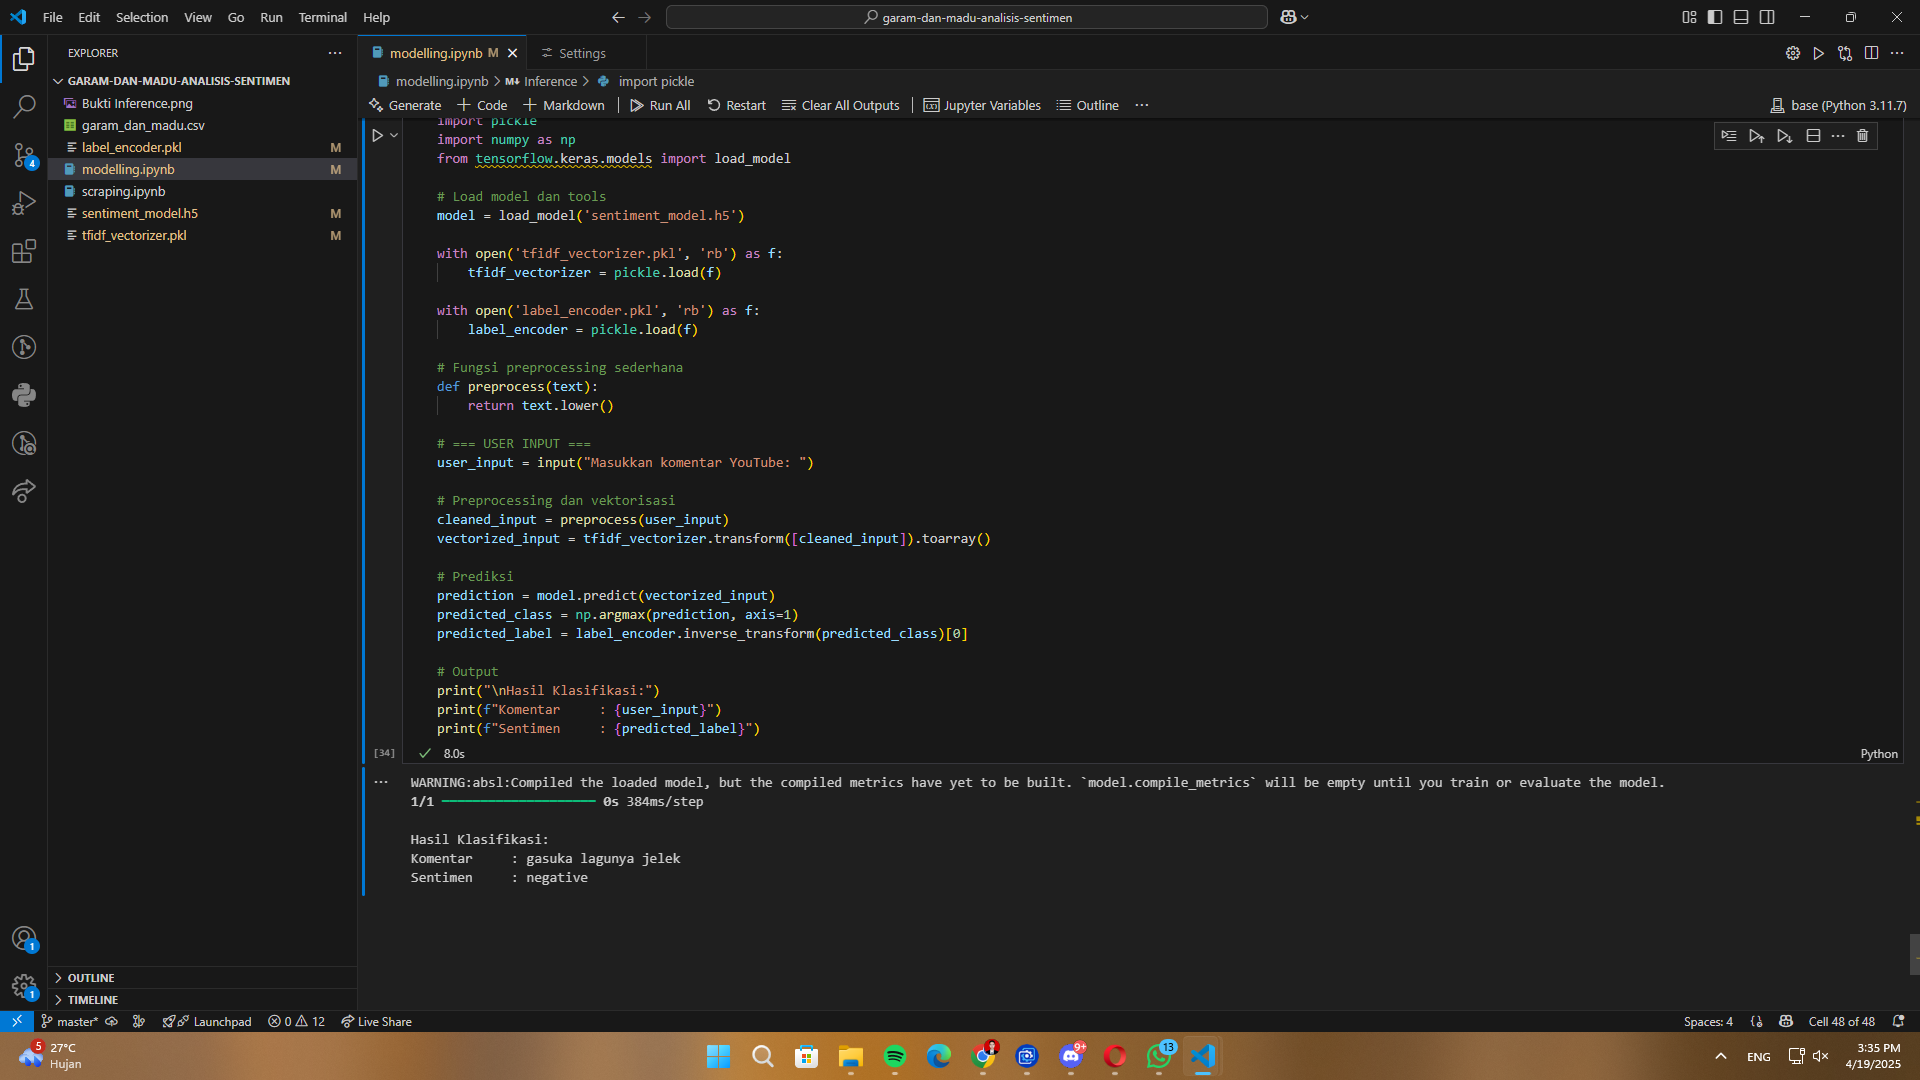 File Edit Selection View Go Run Terminal Help
garam-dan-madu-analisis-sentimen
EXPLORER
GARAM-DAN-MADU-ANALISIS-SENTIMEN
Bukti Inference.png
garam_dan_madu.csv
label_encoder.pkl M
modelling.ipynb M
scraping.ipynb
sentiment_model.h5 M
tfidf_vectorizer.pkl M
4
1
1
OUTLINE
TIMELINE
modelling.ipynb M
Settings
modelling.ipynb > M↓ Inference > import pickle
Generate + Code + Markdown Run All Restart Clear All Outputs Jupyter Variables Outline ...
base (Python 3.11.7)
import pickle
import numpy as np
from tensorflow.keras.models import load_model
# Load model dan tools
model = load_model('sentiment_model.h5')
with open('tfidf_vectorizer.pkl', 'rb') as f:
    tfidf_vectorizer = pickle.load(f)
with open('label_encoder.pkl', 'rb') as f:
    label_encoder = pickle.load(f)
# Fungsi preprocessing sederhana
def preprocess(text):
    return text.lower()
# === USER INPUT ===
user_input = input("Masukkan komentar YouTube: ")
# Preprocessing dan vektorisasi
cleaned_input = preprocess(user_input)
vectorized_input = tfidf_vectorizer.transform([cleaned_input]).toarray()
# Prediksi
prediction = model.predict(vectorized_input)
predicted_class = np.argmax(prediction, axis=1)
predicted_label = label_encoder.inverse_transform(predicted_class)[0]
# Output
print("\nHasil Klasifikasi:")
print(f"Komentar     : {user_input}")
print(f"Sentimen     : {predicted_label}")
[34] 8.0s
Python
WARNING:absl:Compiled the loaded model, but the compiled metrics have yet to be built. `model.compile_metrics` will be empty until you train or evaluate the model.
1/1 ━━━━━━━━━━━━━━━━━━━━ 0s 384ms/step
Hasil Klasifikasi:
Komentar     : gasuka lagunya jelek
Sentimen     : negative
master* Launchpad 0 12 Live Share
Spaces: 4 Cell 48 of 48
5
27°C
Hujan
9+
13
ENG
3:35 PM
4/19/2025